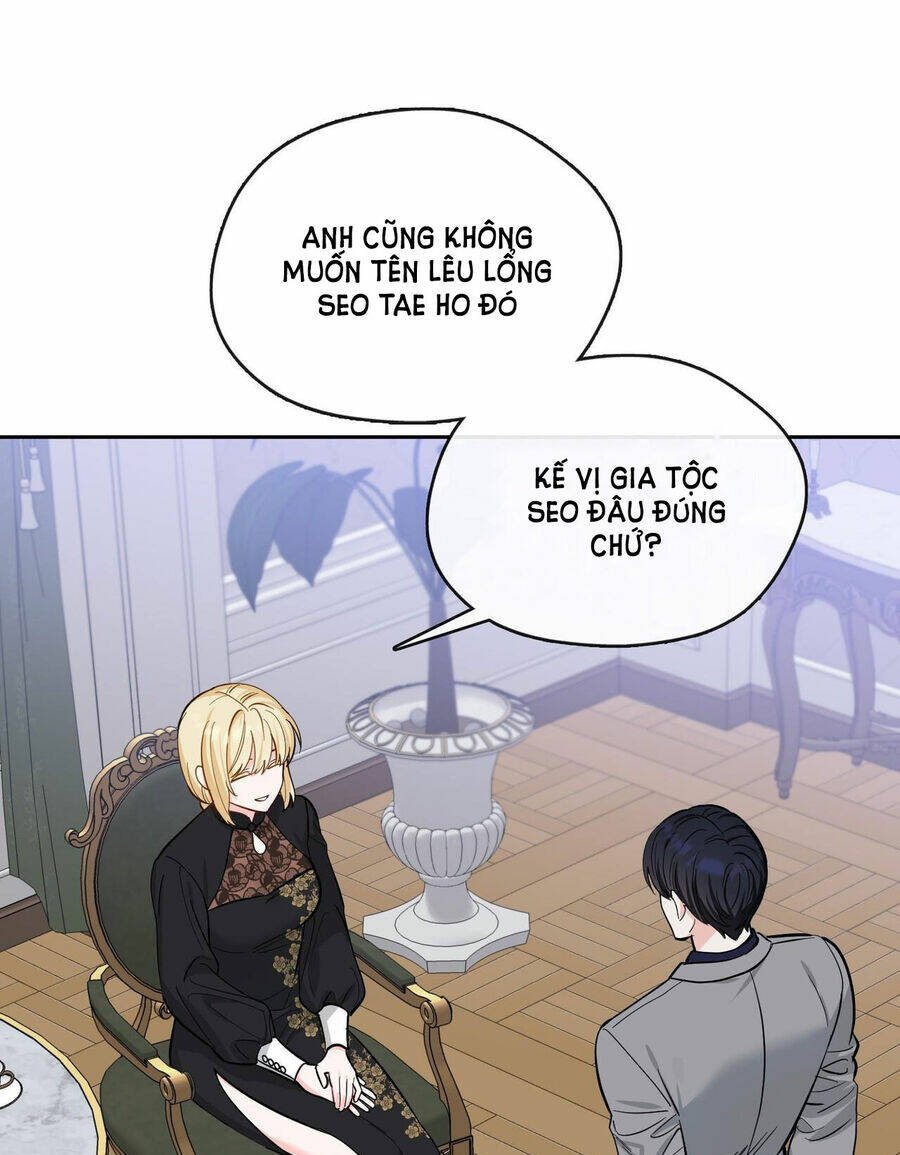 ANH CŨNG KHÔNG
MUỐN TÊN LÊU LỔNG
SEO TAE HO ĐÓ
KẾ VỊ GIA TỘC
SEO ĐÂU ĐÚNG
CHỨ?